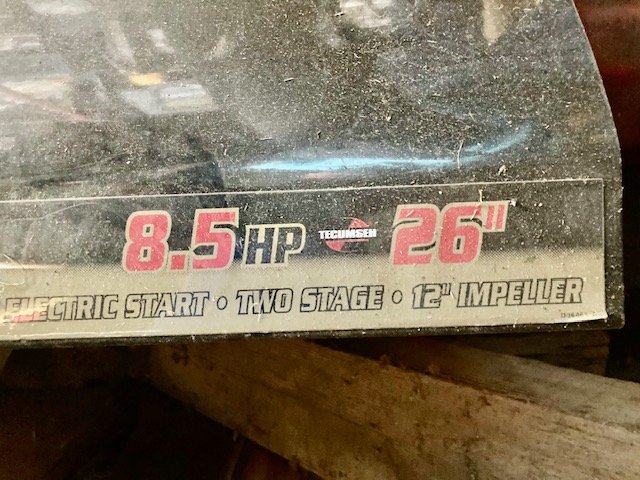 8.5 HP TECUMSEH 26"
ELECTRIC START • TWO STAGE • 12" IMPELLER